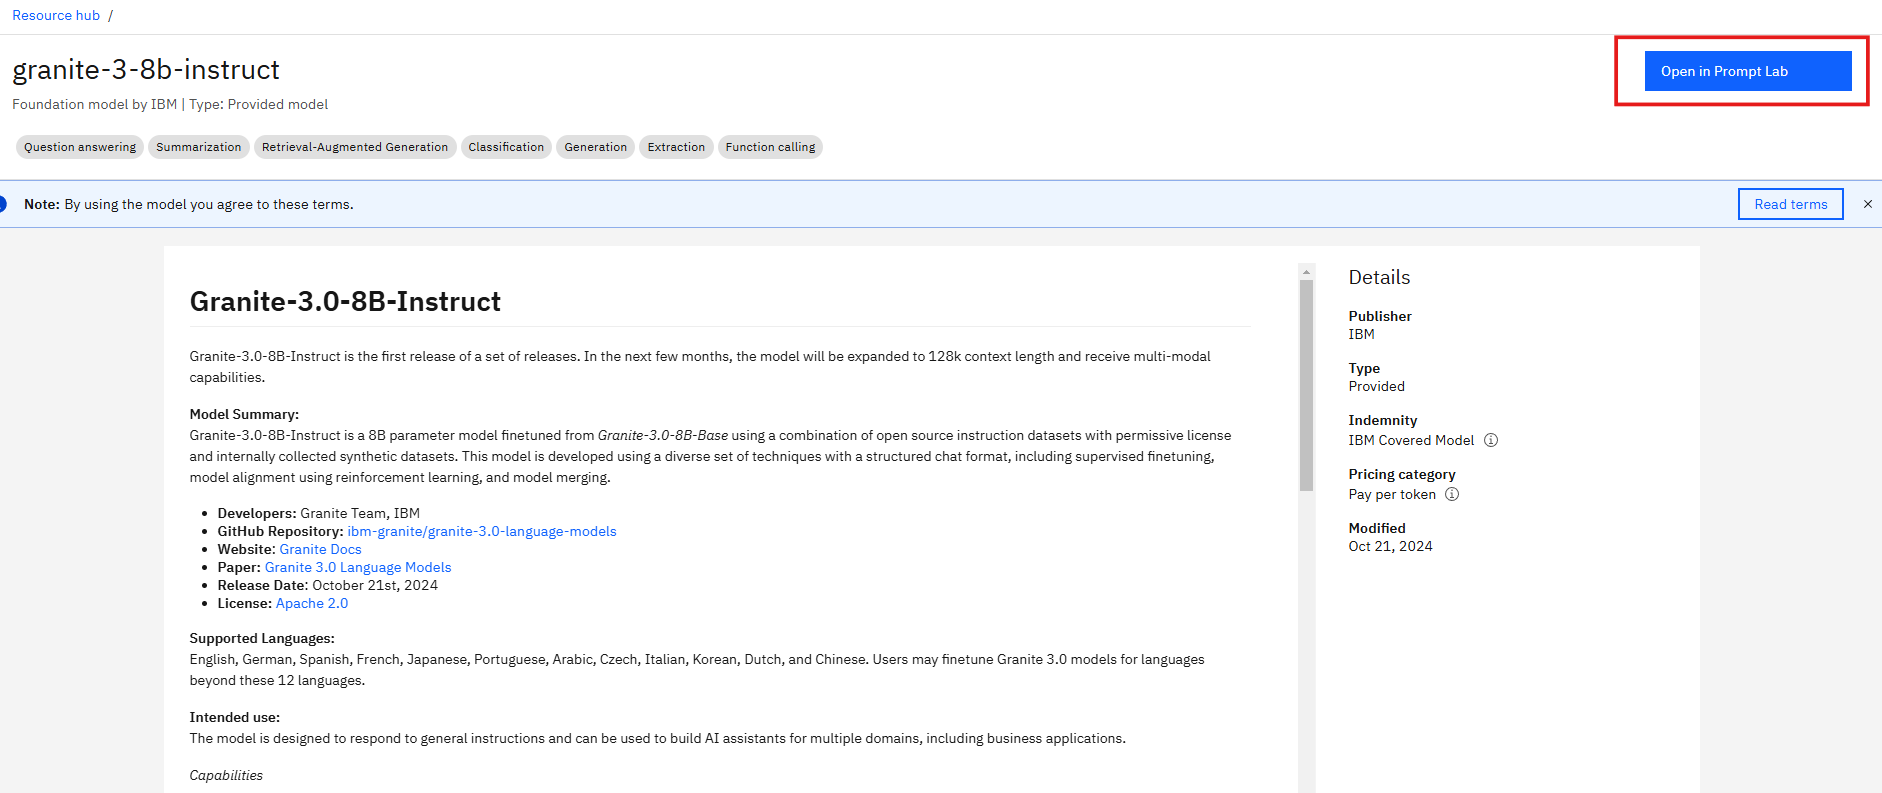 Resource hub /
granite-3-8b-instruct
Open in Prompt Lab
Foundation model by IBM | Type: Provided model
Question answering Summarization Retrieval-Augmented Generation Classification Generation Extraction Function calling
Note: By using the model you agree to these terms.
Read terms
Granite-3.0-8B-Instruct
Granite-3.0-8B-Instruct is the first release of a set of releases. In the next few months, the model will be expanded to 128k context length and receive multi-modal
capabilities.
Model Summary:
Granite-3.0-8B-Instruct is a 8B parameter model finetuned from Granite-3.0-8B-Base using a combination of open source instruction datasets with permissive license
and internally collected synthetic datasets. This model is developed using a diverse set of techniques with a structured chat format, including supervised finetuning,
model alignment using reinforcement learning, and model merging.
• Developers: Granite Team, IBM
• GitHub Repository: ibm-granite/granite-3.0-language-models
• Website: Granite Docs
• Paper: Granite 3.0 Language Models
• Release Date: October 21st, 2024
• License: Apache 2.0
Supported Languages:
English, German, Spanish, French, Japanese, Portuguese, Arabic, Czech, Italian, Korean, Dutch, and Chinese. Users may finetune Granite 3.0 models for languages
beyond these 12 languages.
Intended use:
The model is designed to respond to general instructions and can be used to build AI assistants for multiple domains, including business applications.
Capabilities
Details
Publisher
IBM
Type
Provided
Indemnity
IBM Covered Model
Pricing category
Pay per token
Modified
Oct 21, 2024